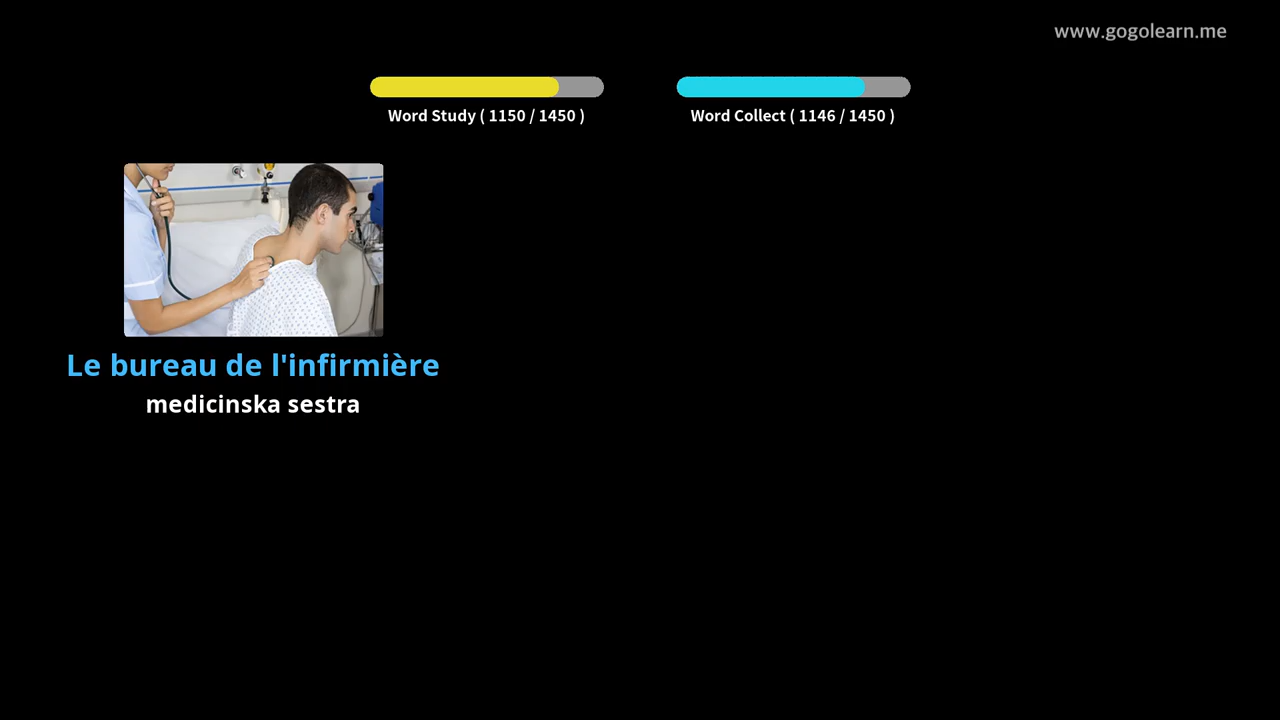 www.gogolearn.me
Word Study ( 1150 / 1450 )
Word Collect ( 1146 / 1450 )
Le bureau de l'infirmière
medicinska sestra